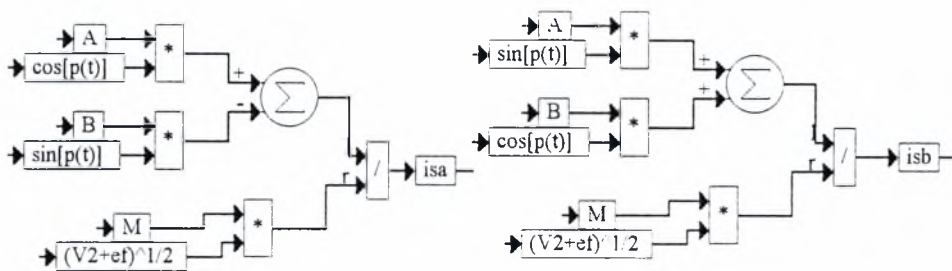 A
*
cos[p(t)]
+
Σ
-
B
*
sin[p(t)]
l
r
/
isa
M
*
(V2+ef)^1/2
A
*
sin[p(t)]
+
Σ
+
B
*
cos[p(t)]
l
r
/
isb
M
*
(V2+ef)^1/2